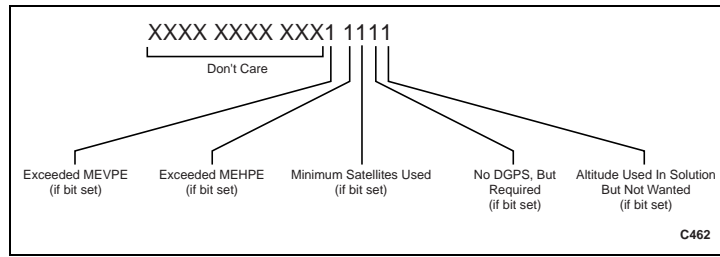 XXXX XXXX XXX1 1111
Don't Care
Exceeded MEVPE
(if bit set)
Exceeded MEHPE
(if bit set)
Minimum Satellites Used
(if bit set)
No DGPS, But
Required
(if bit set)
Altitude Used In Solution
But Not Wanted
(if bit set)
C462